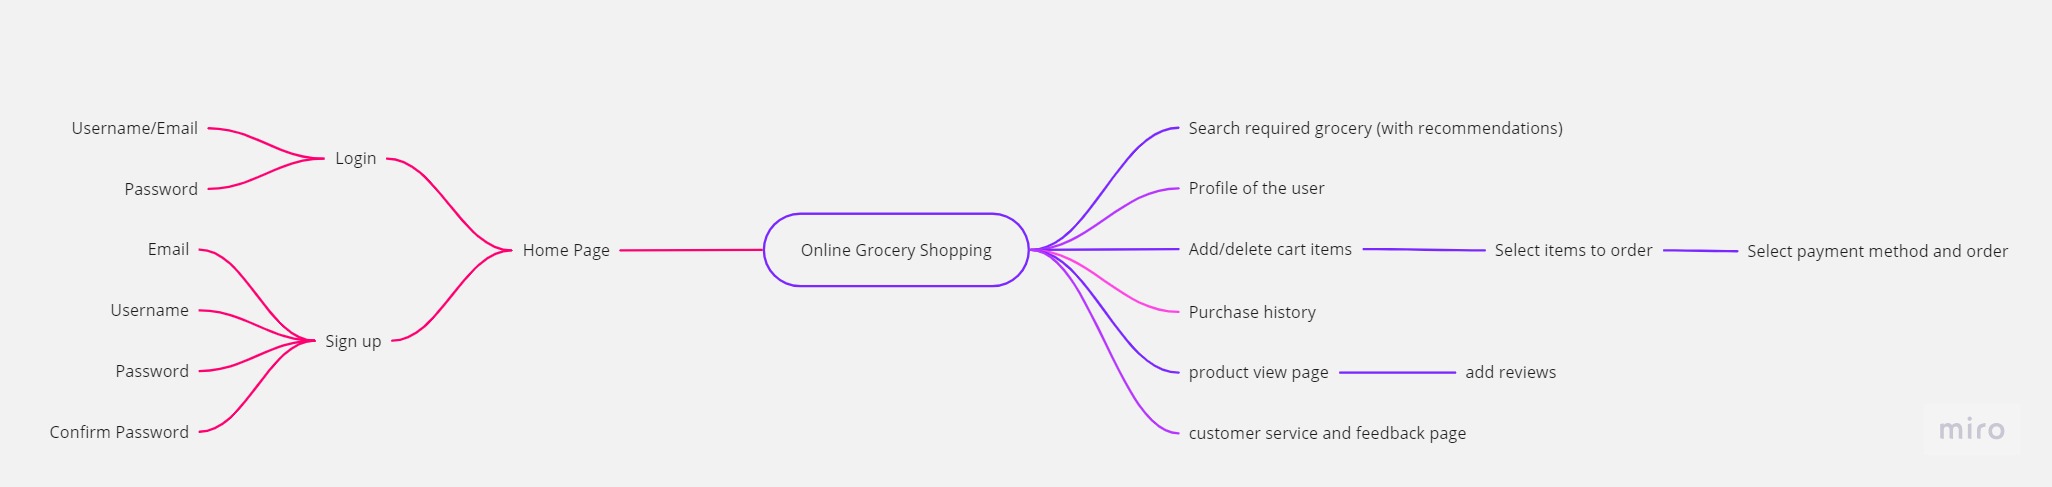 Username/Email
Password
Login
Email
Username
Password
Confirm Password
Sign up
Home Page
Online Grocery Shopping
Search required grocery (with recommendations)
Profile of the user
Add/delete cart items
Select items to order
Select payment method and order
Purchase history
product view page
add reviews
customer service and feedback page
miro